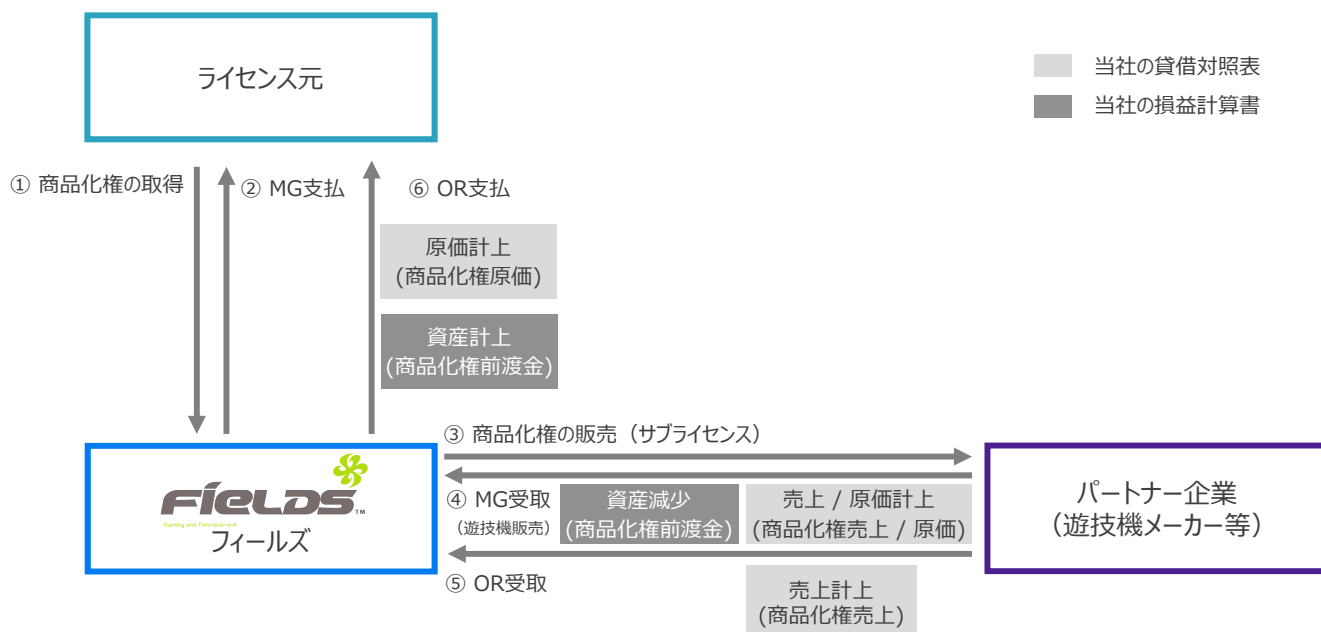 ライセンス元
当社の貸借対照表
当社の損益計算書
① 商品化権の取得
② MG支払
⑥ OR支払
原価計上
(商品化権原価)
資産計上
(商品化権前渡金)
③ 商品化権の販売（サブライセンス）
FIELDS™
Gaming and Entertainment
フィールズ
④ MG受取
（遊技機販売）
資産減少
(商品化権前渡金)
売上 / 原価計上
(商品化権売上 / 原価)
パートナー企業
（遊技機メーカー等）
⑤ OR受取
売上計上
(商品化権売上)